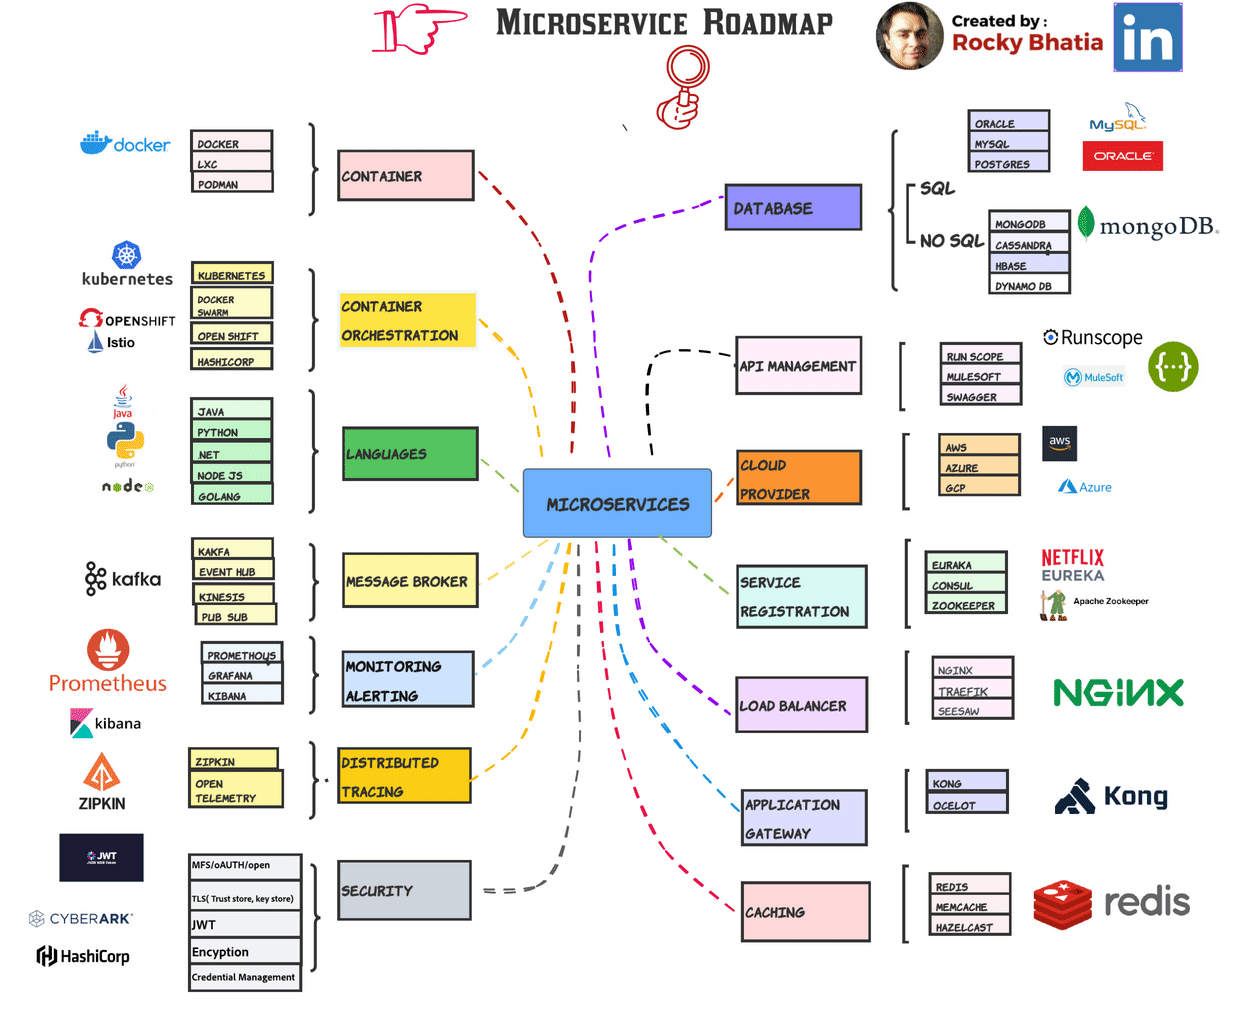 MICROSERVICE ROADMAP
Created by :
Rocky Bhatia
in
docker
DOCKER
LXC
PODMAN
CONTAINER
kubernetes
OPENSHIFT
Istio
KUBERNETES
DOCKER
SWARM
OPEN SHIFT
HASHICORP
CONTAINER
ORCHESTRATION
Java
python
node
JAVA
PYTHON
.NET
NODE JS
GOLANG
LANGUAGES
kafka
KAKFA
EVENT HUB
KINESIS
PUB SUB
MESSAGE BROKER
Prometheus
kibana
PROMETHOUS
GRAFANA
KIBANA
MONITORING
ALERTING
ZIPKIN
ZIPKIN
OPEN
TELEMETRY
DISTRIBUTED
TRACING
JWT
JSON WEB Token
CYBERARK
HashiCorp
MFS/oAUTH/open
TLS( Trust store, key store)
JWT
Encyption
Credential Management
SECURITY
MICROSERVICES
DATABASE
SQL
NO SQL
ORACLE
MYSQL
POSTGRES
MySQL
ORACLE
MONGODB
CASSANDRA
HBASE
DYNAMO DB
mongoDB
API MANAGEMENT
RUN SCOPE
MULESOFT
SWAGGER
Runscope
MuleSoft
{···}
CLOUD
PROVIDER
AWS
AZURE
GCP
aws
Azure
SERVICE
REGISTRATION
EURAKA
CONSUL
ZOOKEEPER
NETFLIX
EUREKA
Apache Zookeeper
LOAD BALANCER
NGINX
TRAEFIK
SEESAW
NGINX
APPLICATION
GATEWAY
KONG
OCELOT
Kong
CACHING
REDIS
MEMCACHE
HAZELCAST
redis